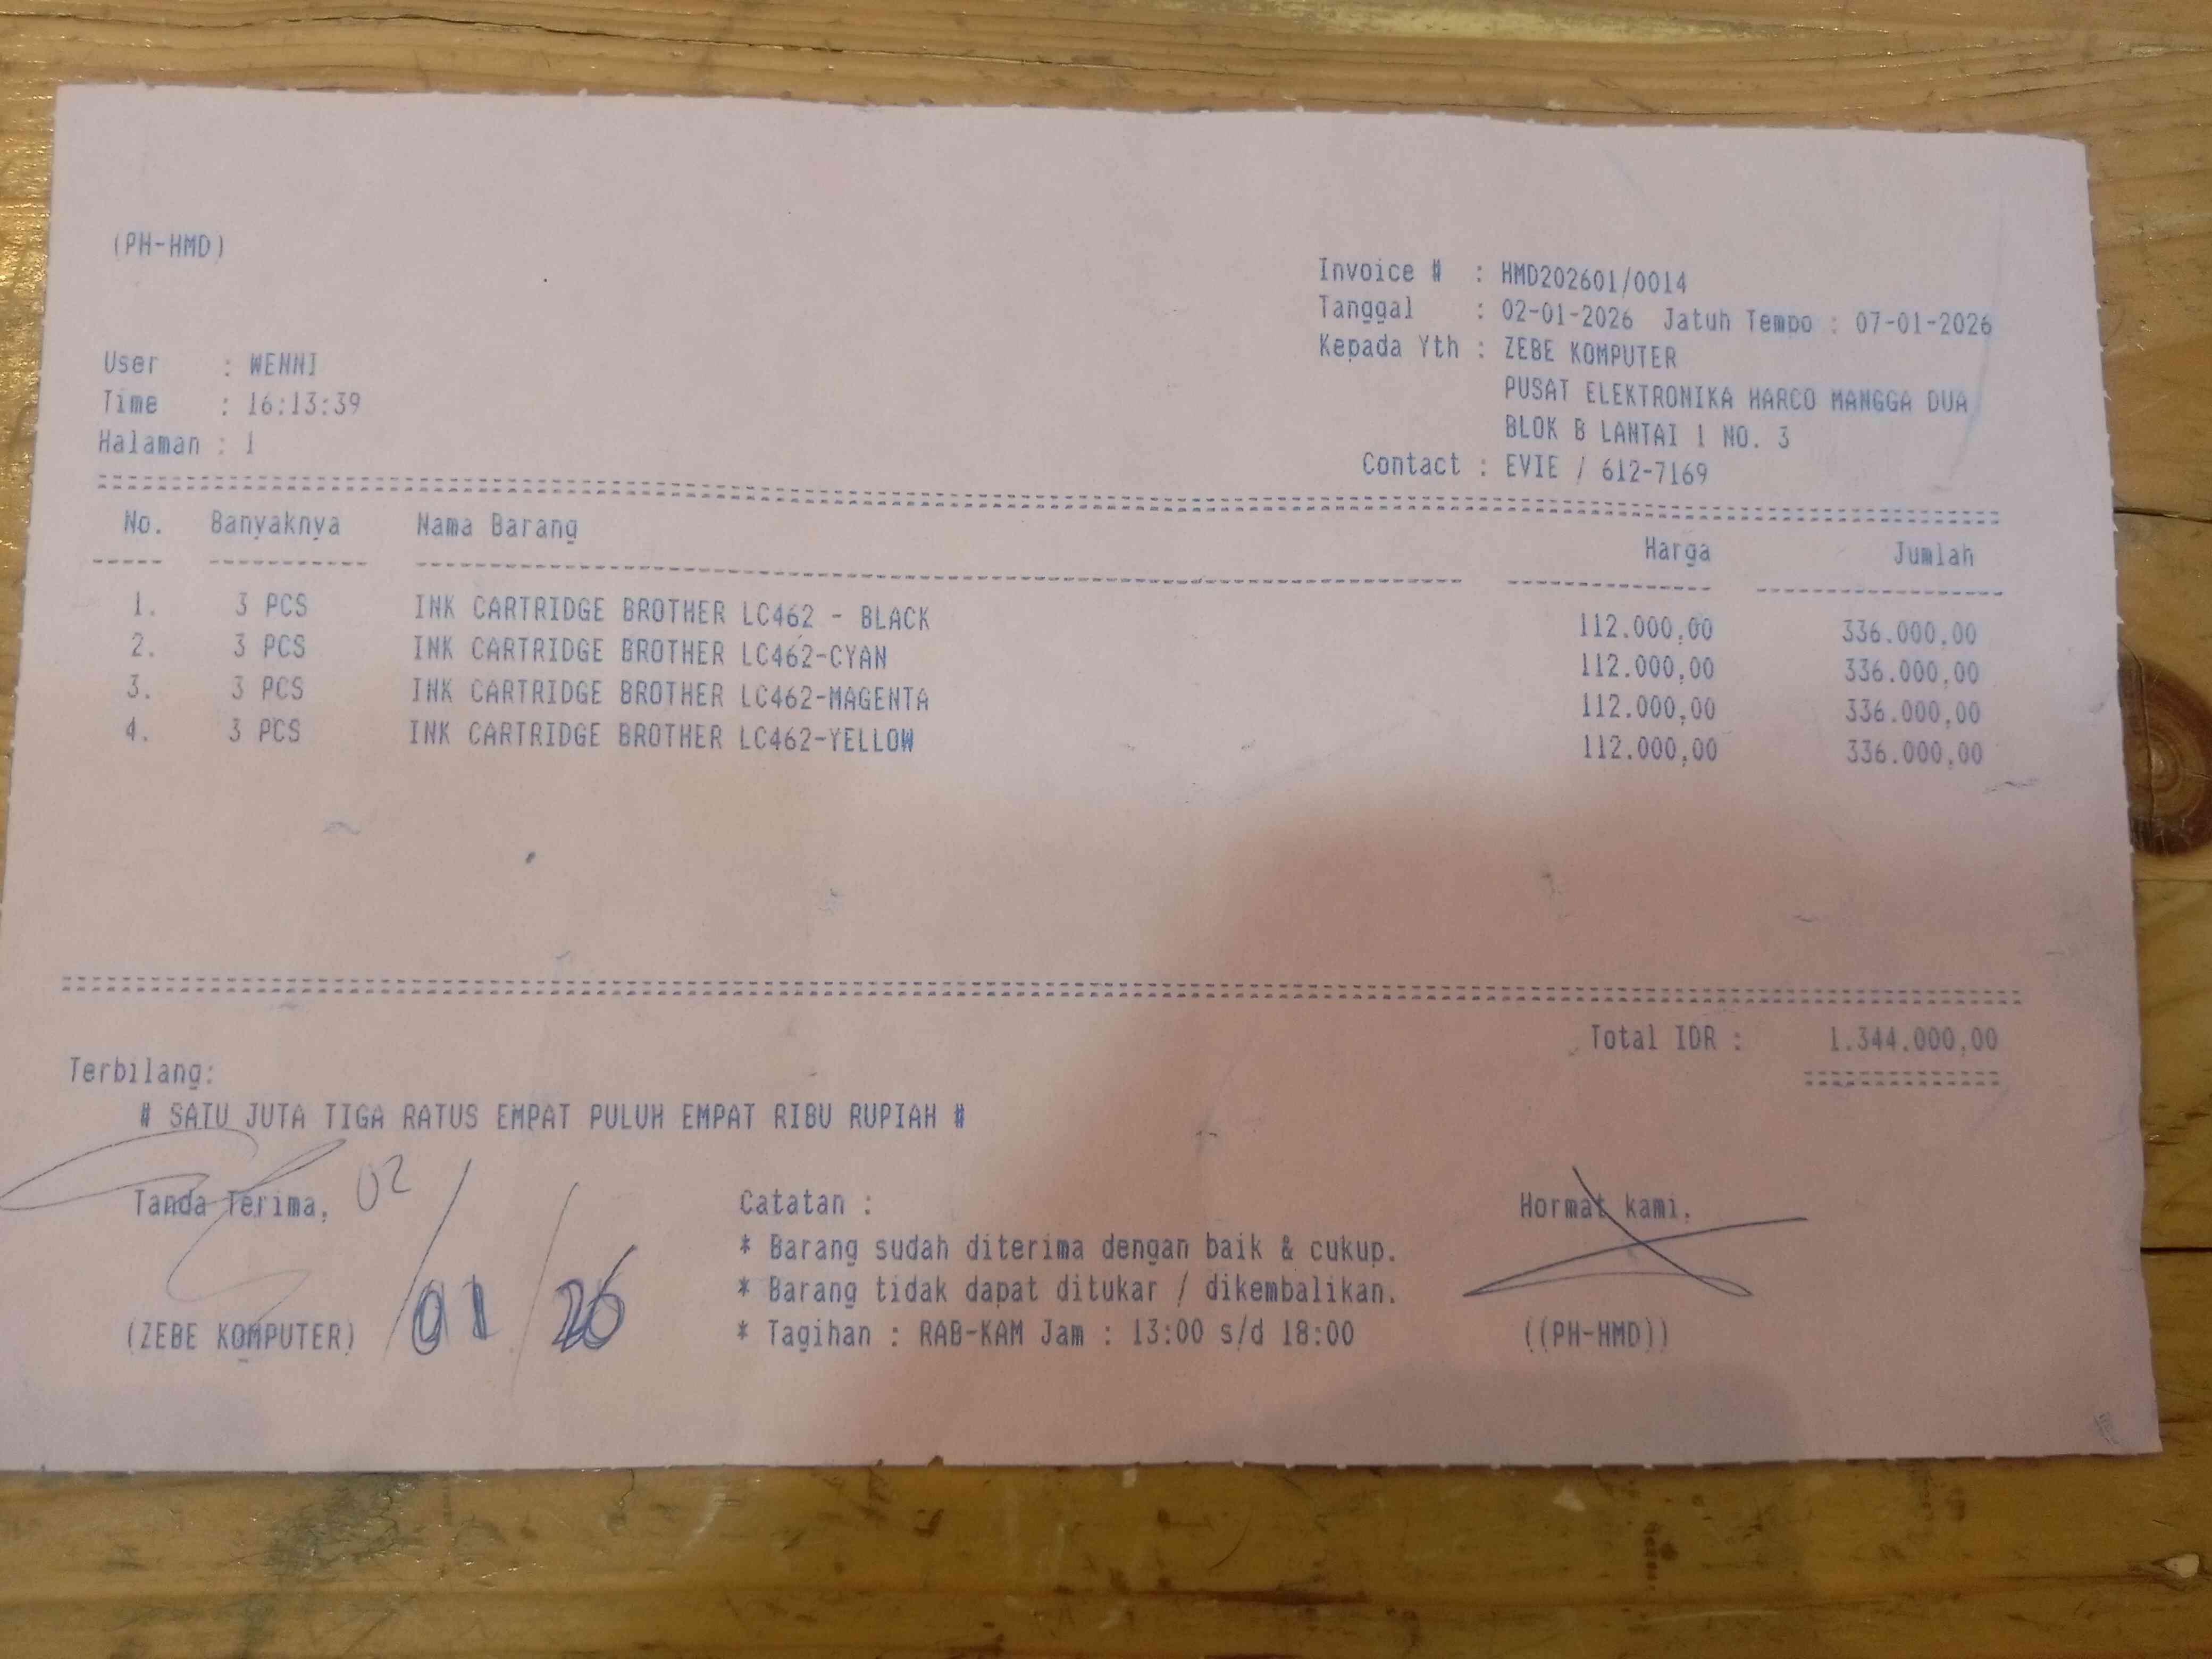 (PH-HMD)
Invoice # : HMD202601/0014
Tanggal : 02-01-2026 Jatuh Tempo : 07-01-2026
Kepada Yth : ZEBE KOMPUTER
PUSAT ELEKTRONIKA HARCO MANGGA DUA
BLOK B LANTAI 1 NO. 3
Contact : EVIE / 612-7169
User : WENNI
Time : 16:13:39
Halaman : 1
No. Banyaknya Nama Barang Harga Jumlah
1. 3 PCS INK CARTRIDGE BROTHER LC462 - BLACK 112.000,00 336.000,00
2. 3 PCS INK CARTRIDGE BROTHER LC462-CYAN 112.000,00 336.000,00
3. 3 PCS INK CARTRIDGE BROTHER LC462-MAGENTA 112.000,00 336.000,00
4. 3 PCS INK CARTRIDGE BROTHER LC462-YELLOW 112.000,00 336.000,00
Total IDR : 1.344.000,00
Terbilang:
# SATU JUTA TIGA RATUS EMPAT PULUH EMPAT RIBU RUPIAH #
Tanda Terima,
02/01/26
(ZEBE KOMPUTER)
Catatan :
* Barang sudah diterima dengan baik & cukup.
* Barang tidak dapat ditukar / dikembalikan.
* Tagihan : RAB-KAM Jam : 13:00 s/d 18:00
Hormat kami,
((PH-HMD))